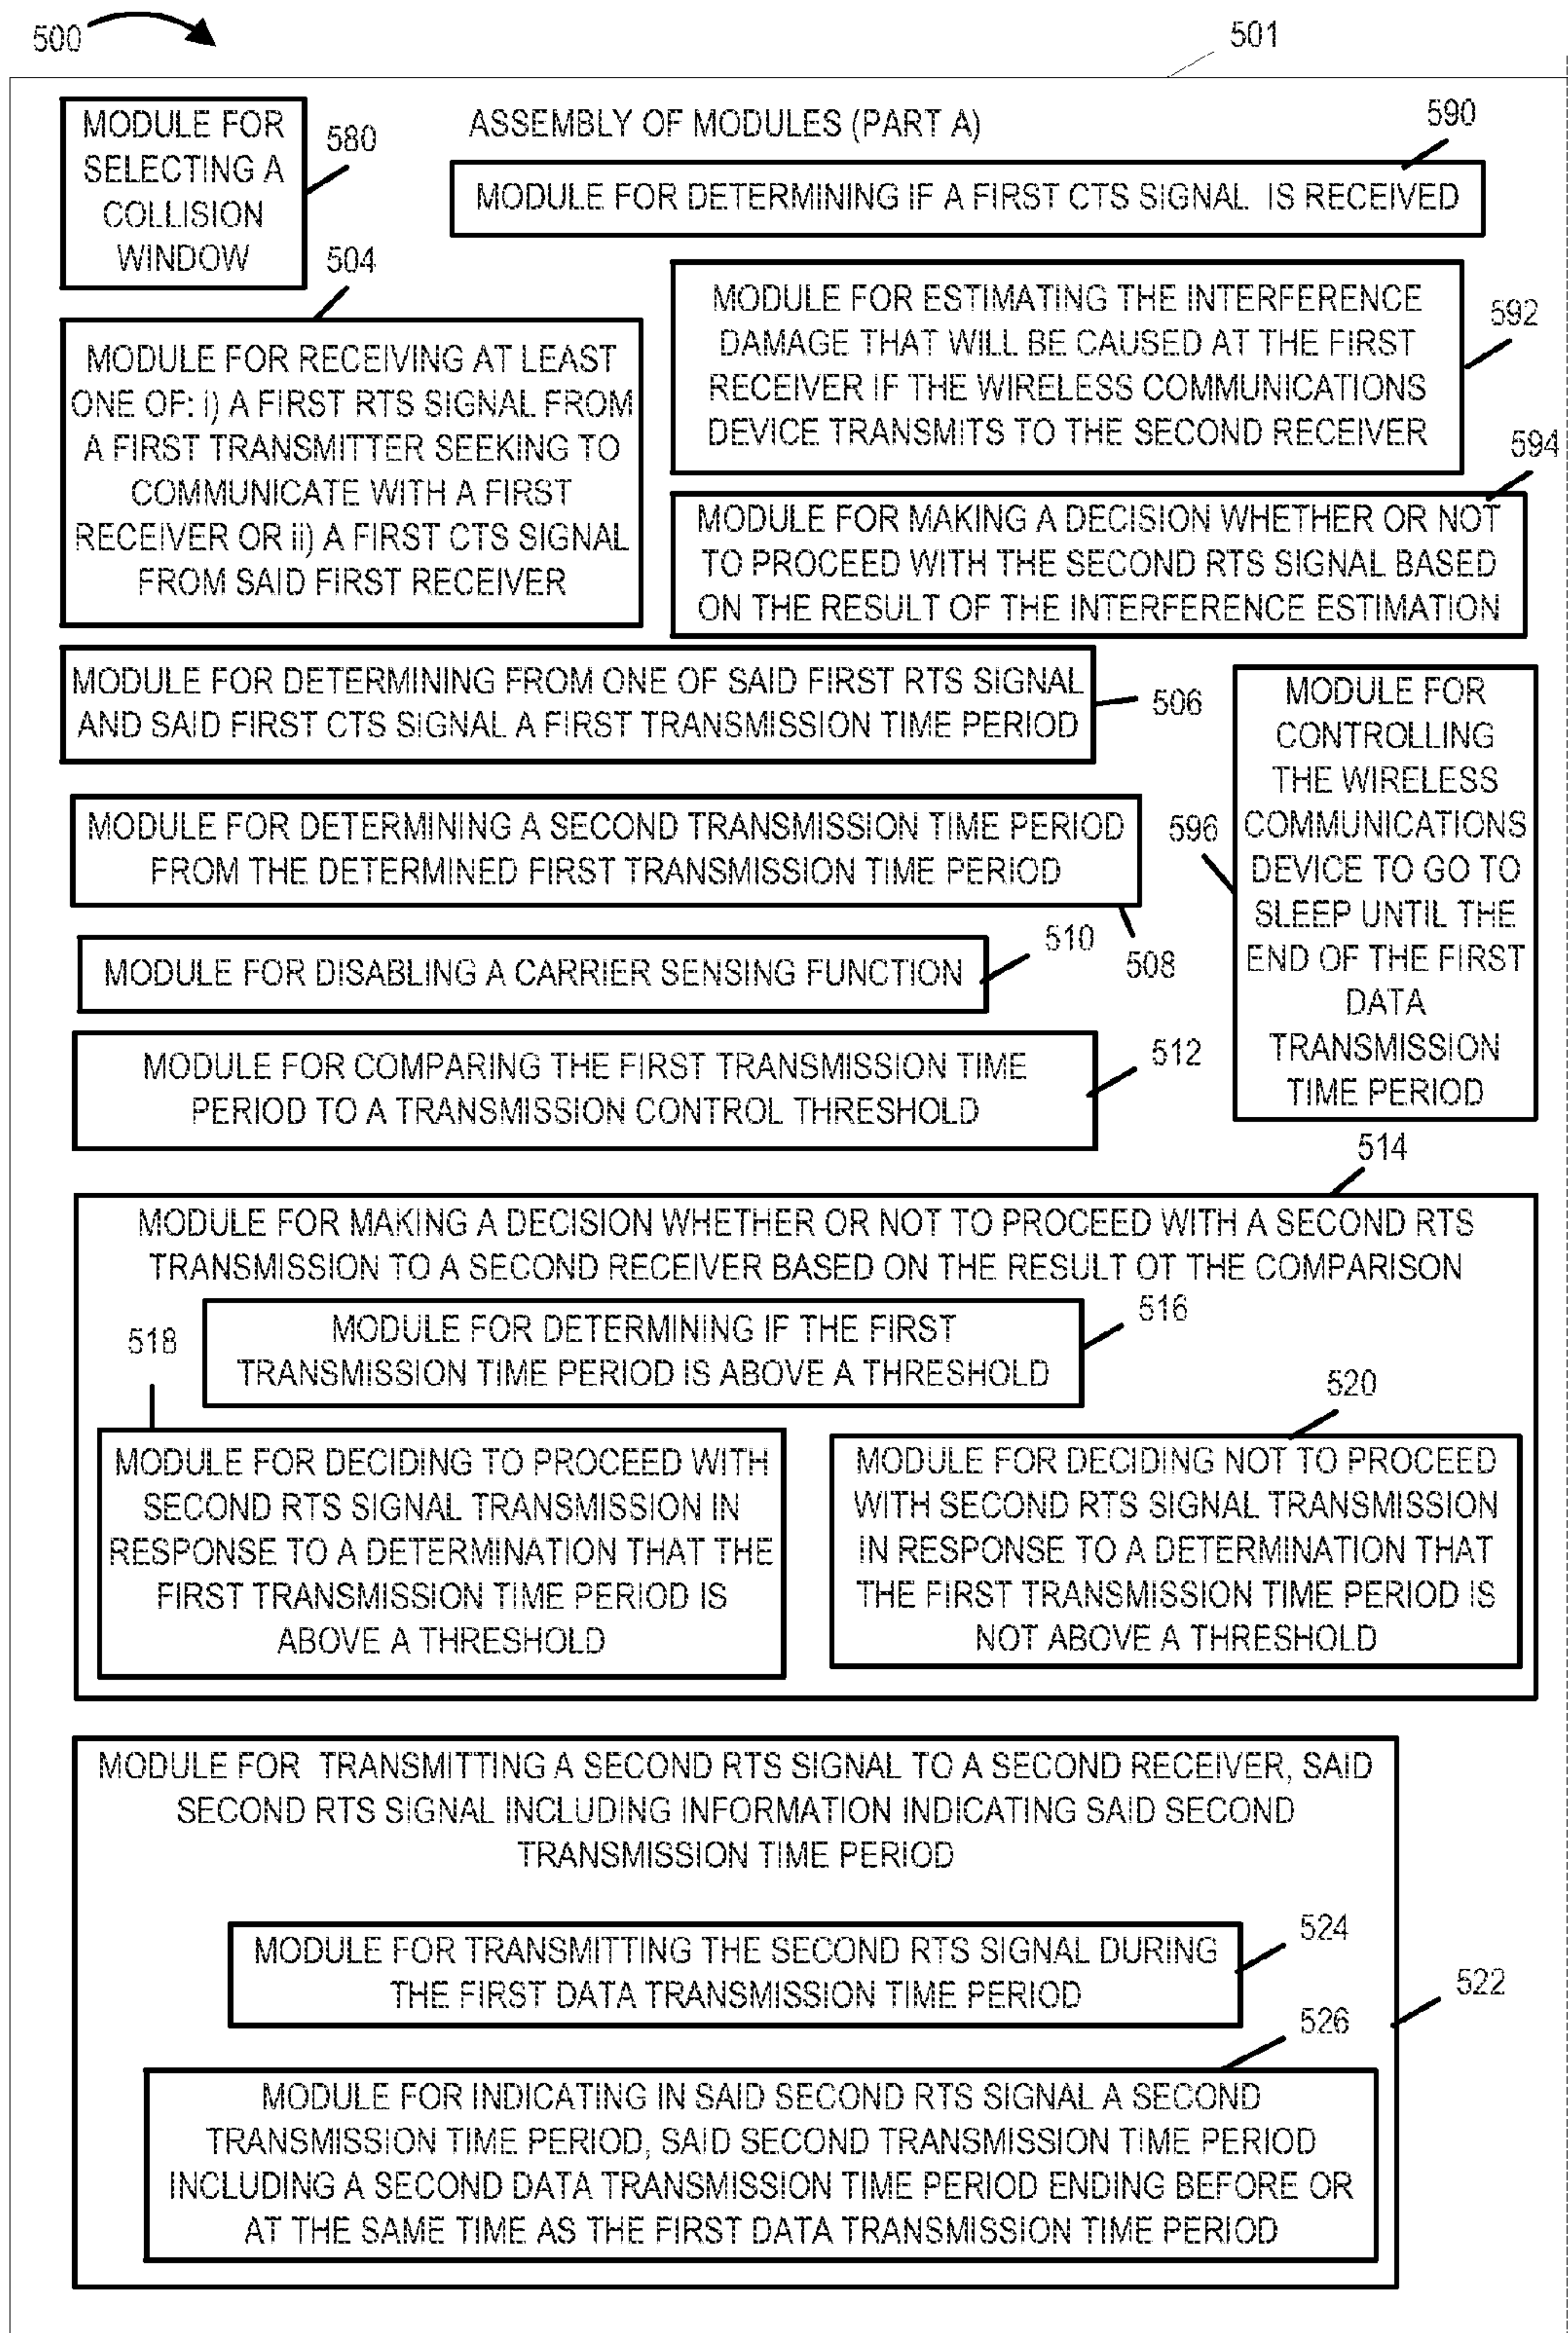 500
501
MODULE FOR
SELECTING A
COLLISION
WINDOW
580
ASSEMBLY OF MODULES (PART A)
590
MODULE FOR DETERMINING IF A FIRST CTS SIGNAL IS RECEIVED
504
MODULE FOR RECEIVING AT LEAST
ONE OF: i) A FIRST RTS SIGNAL FROM
A FIRST TRANSMITTER SEEKING TO
COMMUNICATE WITH A FIRST
RECEIVER OR ii) A FIRST CTS SIGNAL
FROM SAID FIRST RECEIVER
MODULE FOR ESTIMATING THE INTERFERENCE
DAMAGE THAT WILL BE CAUSED AT THE FIRST
RECEIVER IF THE WIRELESS COMMUNICATIONS
DEVICE TRANSMITS TO THE SECOND RECEIVER
592
594
MODULE FOR MAKING A DECISION WHETHER OR NOT
TO PROCEED WITH THE SECOND RTS SIGNAL BASED
ON THE RESULT OF THE INTERFERENCE ESTIMATION
MODULE FOR DETERMINING FROM ONE OF SAID FIRST RTS SIGNAL
AND SAID FIRST CTS SIGNAL A FIRST TRANSMISSION TIME PERIOD
506
MODULE FOR
CONTROLLING
THE WIRELESS
COMMUNICATIONS
DEVICE TO GO TO
SLEEP UNTIL THE
END OF THE FIRST
DATA
TRANSMISSION
TIME PERIOD
596
MODULE FOR DETERMINING A SECOND TRANSMISSION TIME PERIOD
FROM THE DETERMINED FIRST TRANSMISSION TIME PERIOD
508
MODULE FOR DISABLING A CARRIER SENSING FUNCTION
510
MODULE FOR COMPARING THE FIRST TRANSMISSION TIME
PERIOD TO A TRANSMISSION CONTROL THRESHOLD
512
514
MODULE FOR MAKING A DECISION WHETHER OR NOT TO PROCEED WITH A SECOND RTS
TRANSMISSION TO A SECOND RECEIVER BASED ON THE RESULT OT THE COMPARISON
516
MODULE FOR DETERMINING IF THE FIRST
TRANSMISSION TIME PERIOD IS ABOVE A THRESHOLD
518
MODULE FOR DECIDING TO PROCEED WITH
SECOND RTS SIGNAL TRANSMISSION IN
RESPONSE TO A DETERMINATION THAT THE
FIRST TRANSMISSION TIME PERIOD IS
ABOVE A THRESHOLD
520
MODULE FOR DECIDING NOT TO PROCEED
WITH SECOND RTS SIGNAL TRANSMISSION
IN RESPONSE TO A DETERMINATION THAT
THE FIRST TRANSMISSION TIME PERIOD IS
NOT ABOVE A THRESHOLD
MODULE FOR TRANSMITTING A SECOND RTS SIGNAL TO A SECOND RECEIVER, SAID
SECOND RTS SIGNAL INCLUDING INFORMATION INDICATING SAID SECOND
TRANSMISSION TIME PERIOD
MODULE FOR TRANSMITTING THE SECOND RTS SIGNAL DURING
THE FIRST DATA TRANSMISSION TIME PERIOD
524
522
526
MODULE FOR INDICATING IN SAID SECOND RTS SIGNAL A SECOND
TRANSMISSION TIME PERIOD, SAID SECOND TRANSMISSION TIME PERIOD
INCLUDING A SECOND DATA TRANSMISSION TIME PERIOD ENDING BEFORE OR
AT THE SAME TIME AS THE FIRST DATA TRANSMISSION TIME PERIOD